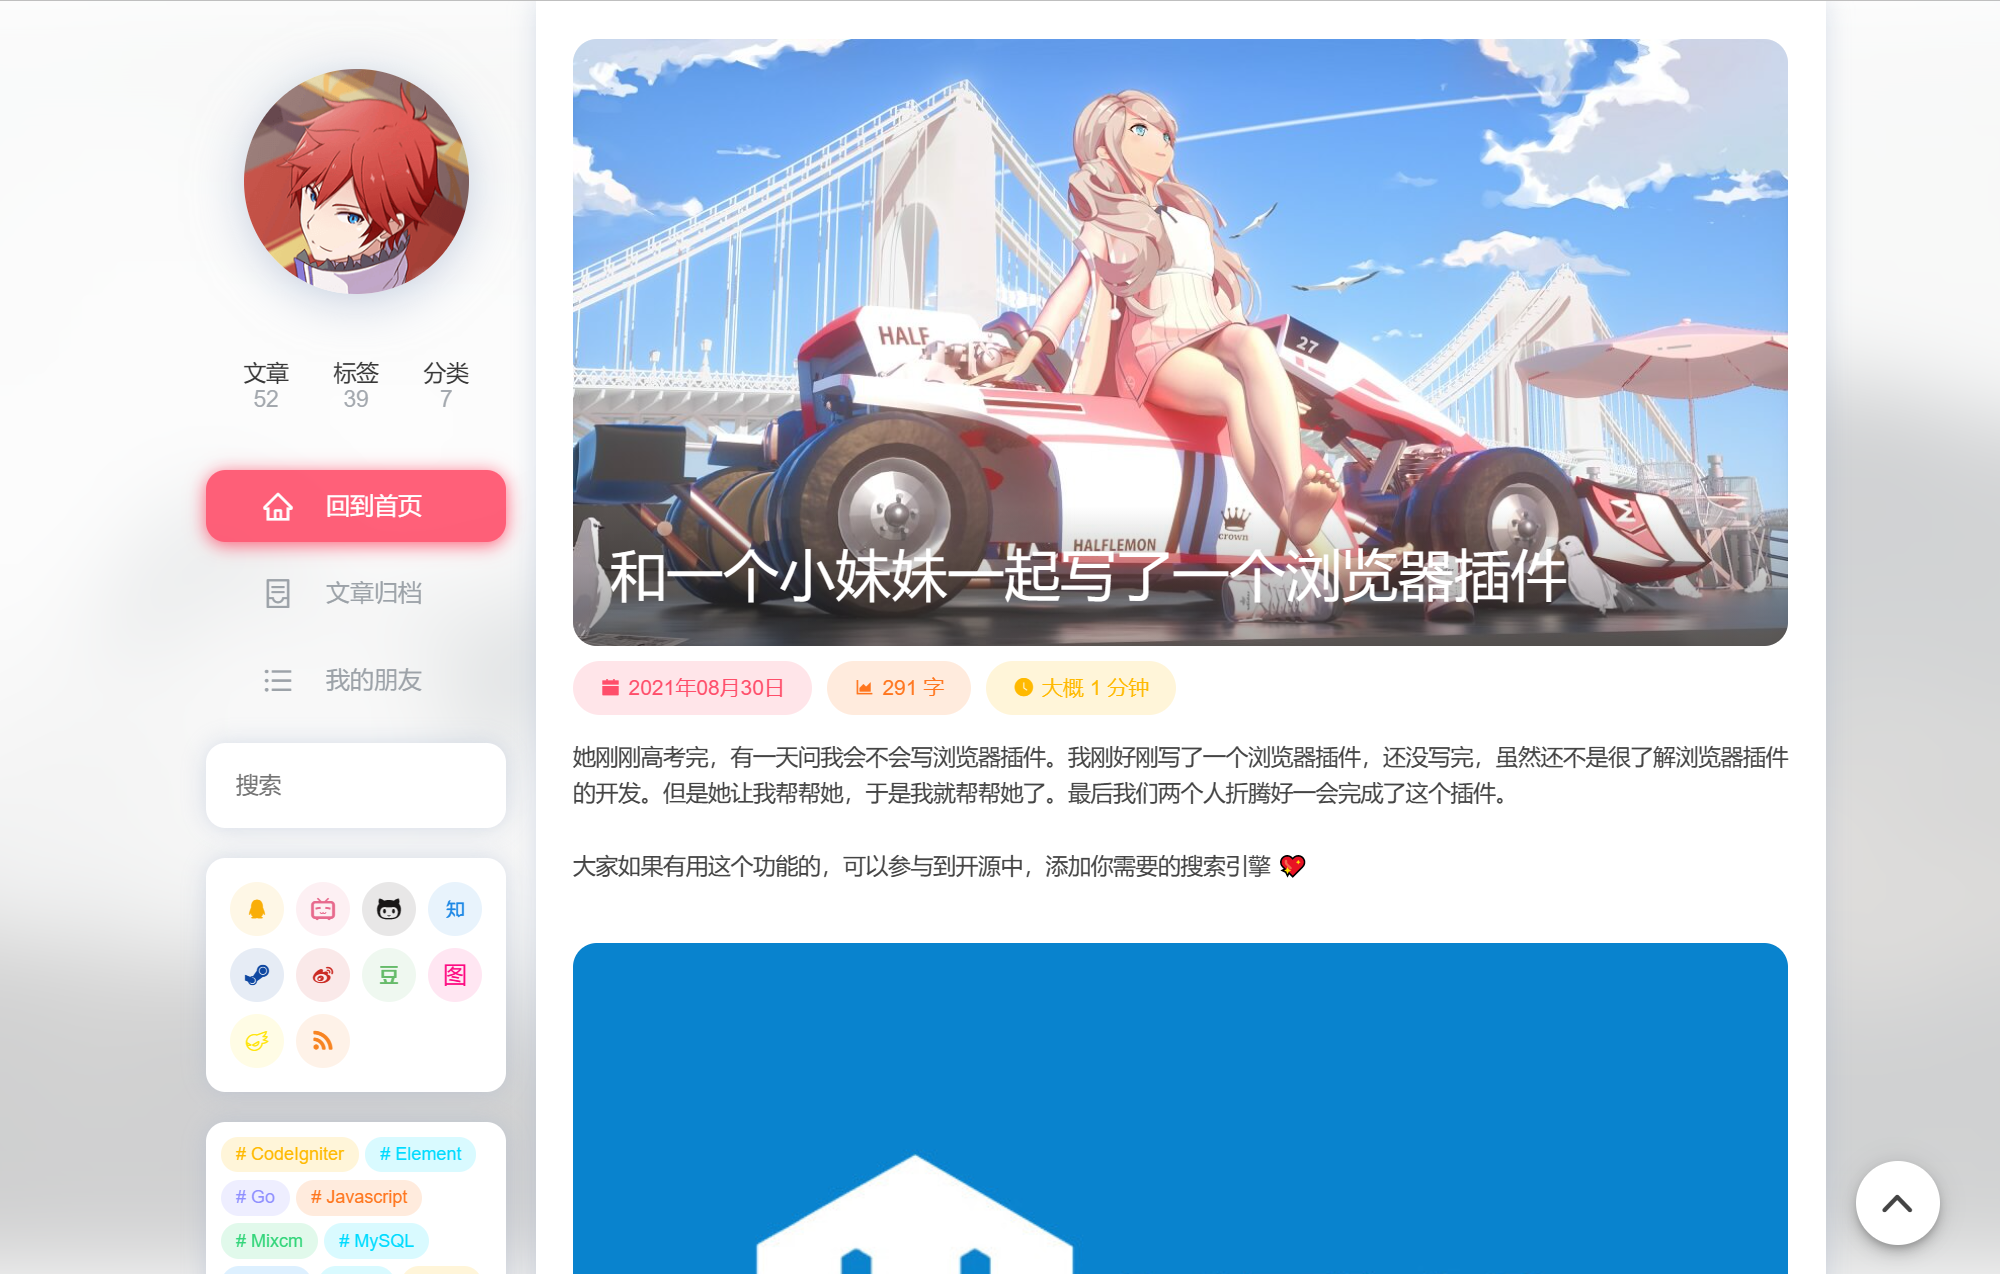 文章
52
标签
39
分类
7
回到首页
文章归档
我的朋友
搜索
知
豆
图
# CodeIgniter
# Element
# Go
# Javascript
# Mixcm
# MySQL
HALF
27
HALFLEMON
crown
M
和一个小妹妹一起写了一个浏览器插件
2021年08月30日
291 字
大概 1 分钟
她刚刚高考完，有一天问我会不会写浏览器插件。我刚好刚写了一个浏览器插件，还没写完，虽然还不是很了解浏览器插件
的开发。但是她让我帮帮她，于是我就帮帮她了。最后我们两个人折腾好一会完成了这个插件。
大家如果有用这个功能的，可以参与到开源中，添加你需要的搜索引擎 💖